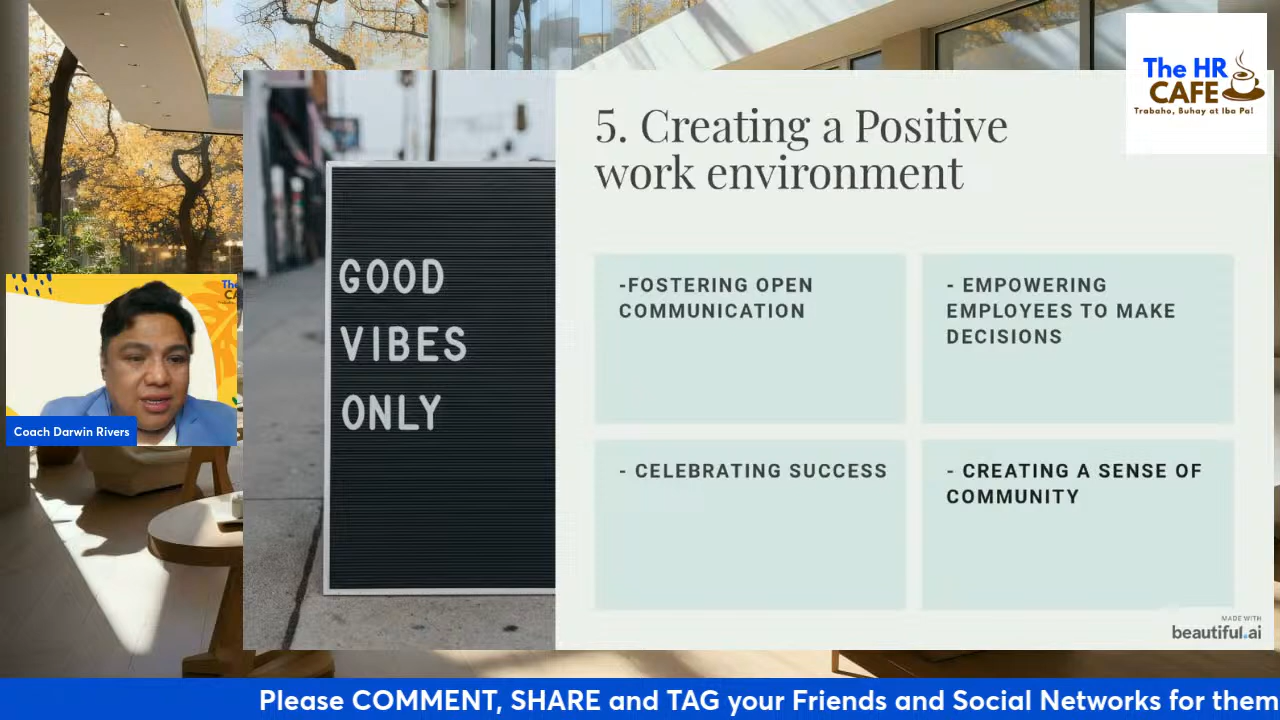 The HR
CAFE
Trabaho, Buhay at Iba Pa!
5. Creating a Positive
work environment
GOOD
VIBES
ONLY
-FOSTERING OPEN
COMMUNICATION
- EMPOWERING
EMPLOYEES TO MAKE
DECISIONS
- CELEBRATING SUCCESS
- CREATING A SENSE OF
COMMUNITY
The
CA
Coach Darwin Rivers
MADE WITH
beautiful.ai
Please COMMENT, SHARE and TAG your Friends and Social Networks for them